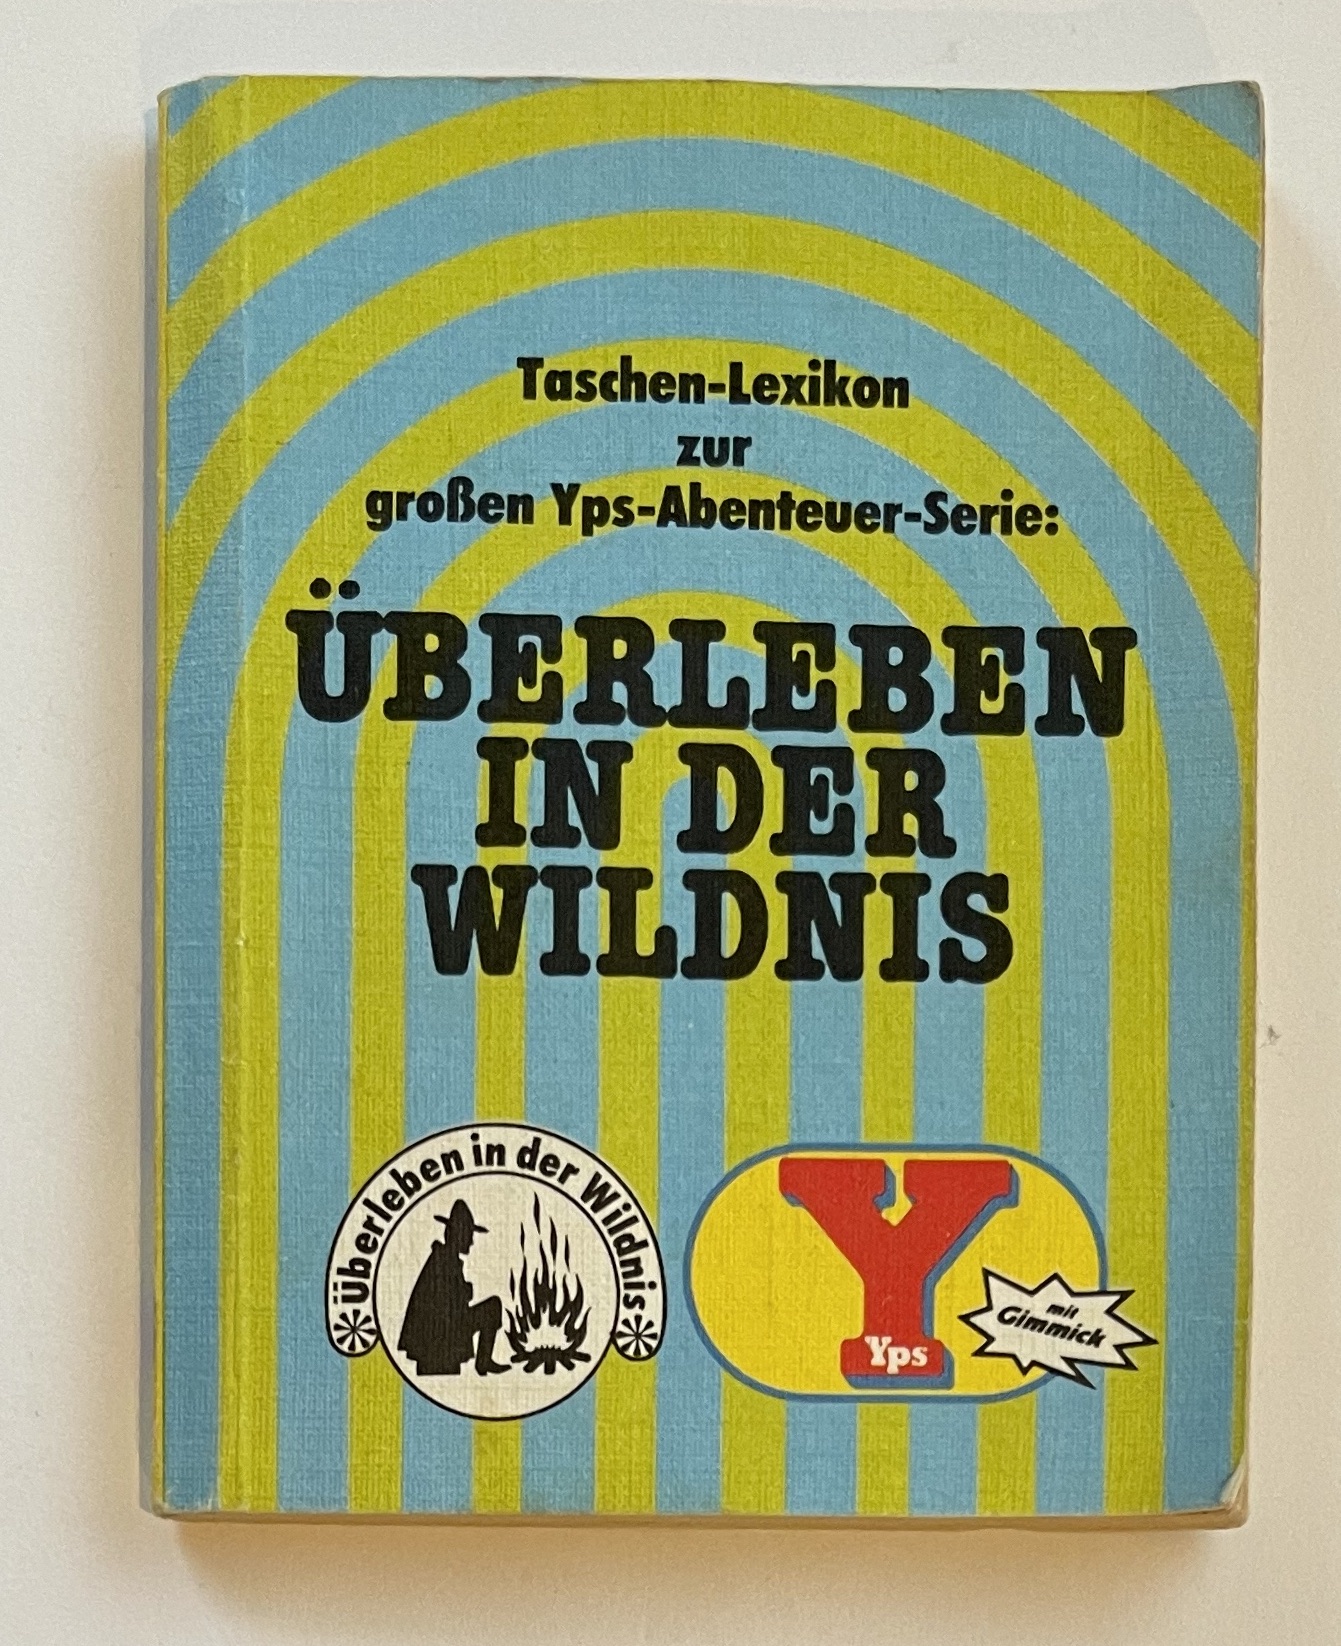 Taschen-Lexikon
zur
großen Yps-Abenteuer-Serie:
ÜBERLEBEN
IN DER
WILDNIS
Überleben in der Wildnis
Y
Yps
mit
Gimmick